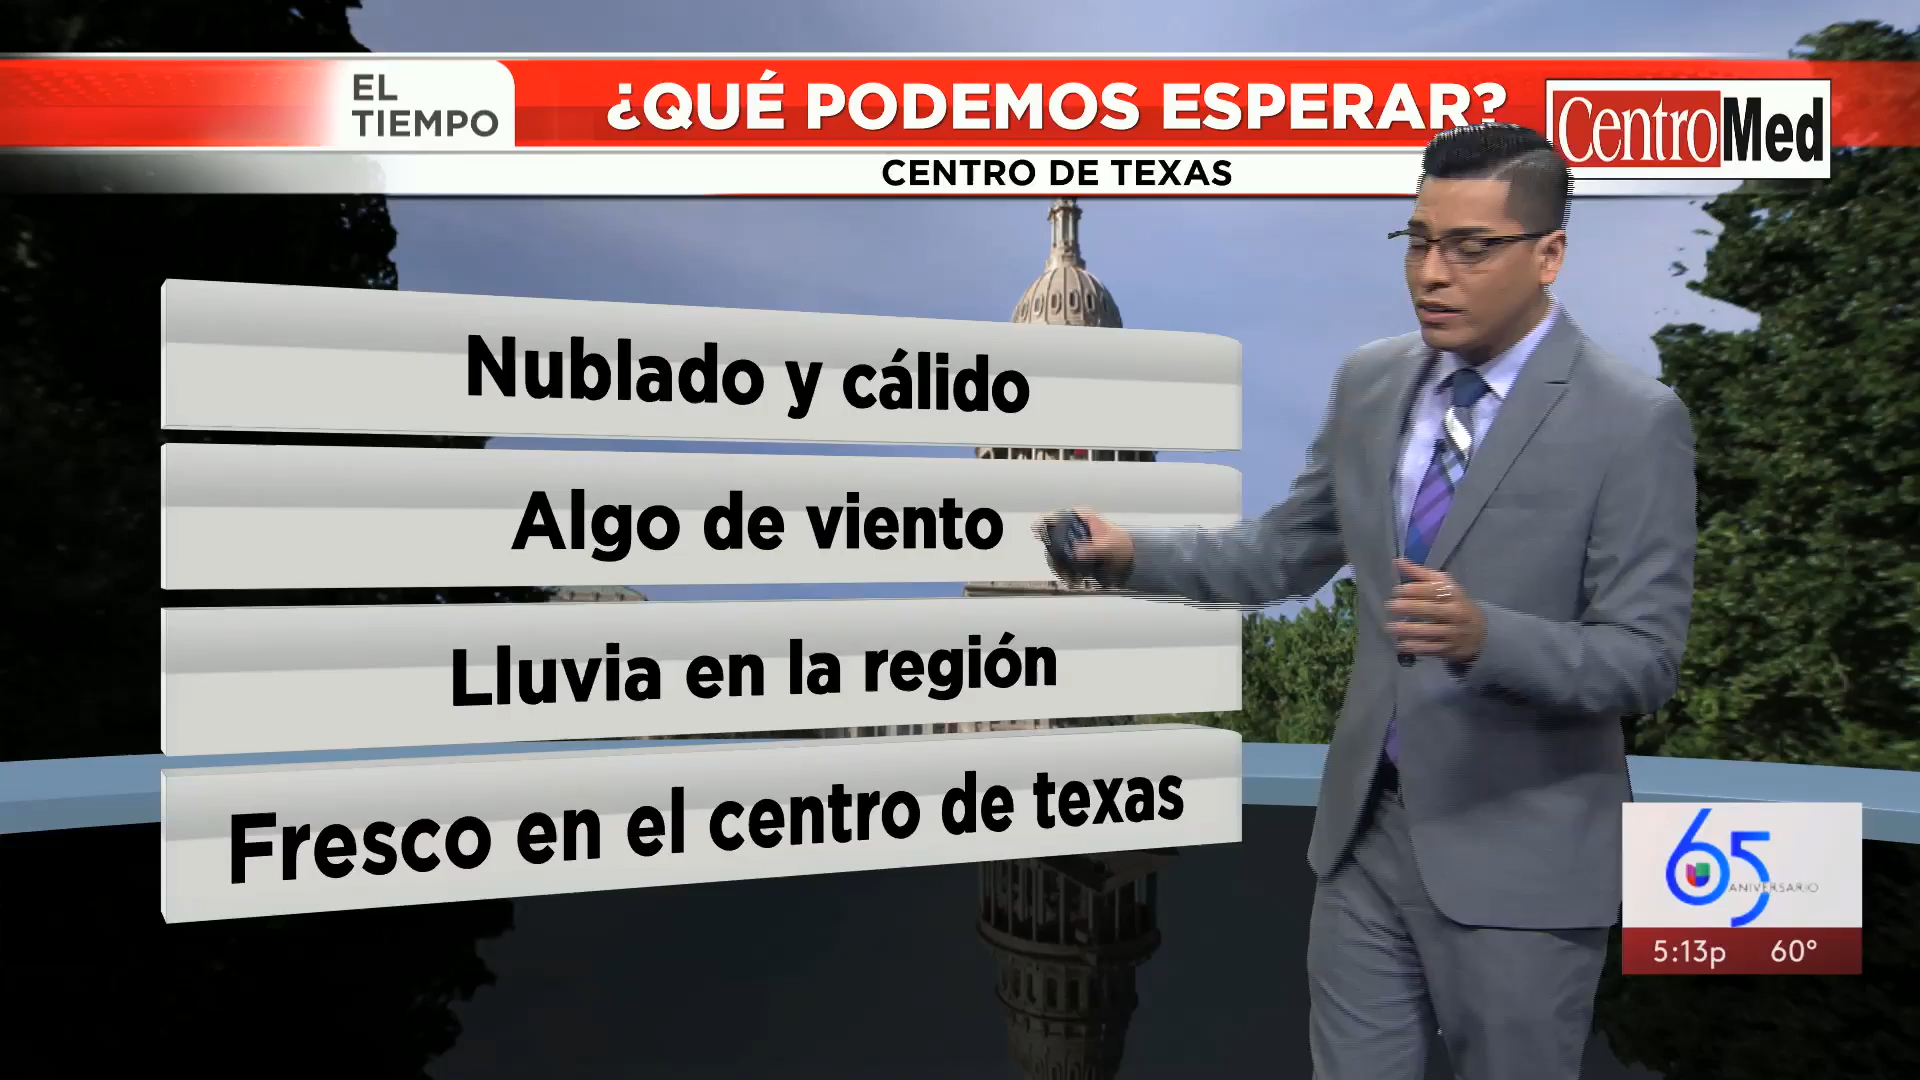 EL
TIEMPO
¿QUÉ PODEMOS ESPERAR?
CentroMed
CENTRO DE TEXAS
Nublado y cálido
Algo de viento
Lluvia en la región
Fresco en el centro de texas
65
ANIVERSARIO
5:13p 60°